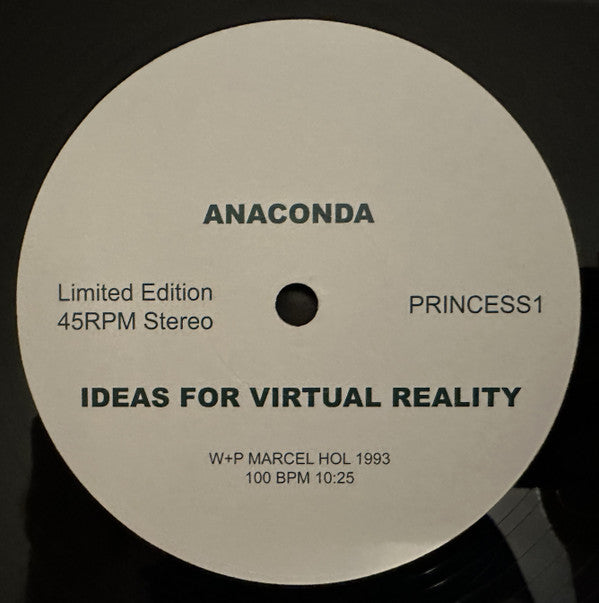 ANACONDA
Limited Edition
45RPM Stereo
PRINCESS1
IDEAS FOR VIRTUAL REALITY
W+P MARCEL HOL 1993
100 BPM 10:25